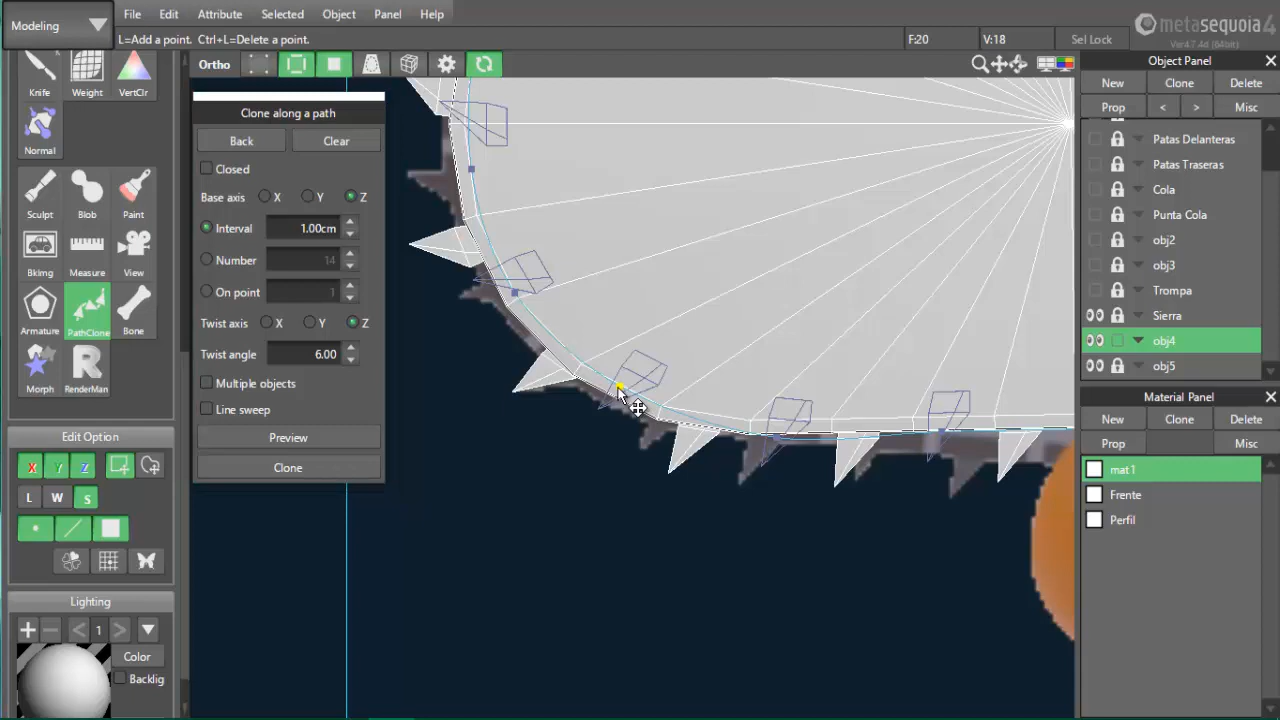 Modeling
File Edit Attribute Selected Object Panel Help
metasequoia 4
Ver4.7.4 (64bit)
L=Add a point. Ctrl+L=Delete a point.
F:20 V:18 Sel Lock
Ortho
Knife Weight VertClr
Normal
Sculpt Blob Paint
BkImg Measure View
Armature PathClone Bone
Morph RenderMan
Edit Option
X Y Z
L W S
Lighting
1
Color
Backlig
Clone along a path
Back Clear
Closed
Base axis X Y Z
Interval 1.00cm
Number 14
On point 1
Twist axis X Y Z
Twist angle 6.00
Multiple objects
Line sweep
Preview
Clone
Object Panel X
New Clone Delete
Prop < > Misc
Patas Delanteras
Patas Traseras
Cola
Punta Cola
obj2
obj3
Trompa
Sierra
obj4
obj5
Material Panel X
New Clone Delete
Prop Misc
mat1
Frente
Perfil